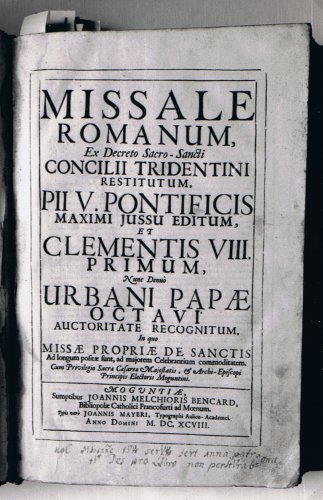 MISSALE
ROMANUM,
Ex Decreto Sacro-Sancti
CONCILII TRIDENTINI
RESTITUTUM,
PII V. PONTIFICIS
MAXIMI JUSSU EDITUM,
ET
CLEMENTIS VIII.
PRIMUM,
Nunc Denuò
URBANI PAPÆ
OCTAVI
AUCTORITATE RECOGNITUM.
In quo
MISSÆ PROPRIÆ DE SANCTIS
Ad longum positæ sunt, ad majorem Celebrantium commoditatem.
Cum Privilegio Sacræ Cæsareæ Majestatis, & Archi-Episcopi
Principis Electoris Moguntini.
MOGUNTIÆ,
Sumptibus JOANNIS MELCHIORIS BENCARD,
Bibliopolæ Catholici Francofurti ad Mœnum.
JOANNIS MAYERI, Typographi Aulico-Academici.
ANNO DOMINI M. DC. XCVIII.
pro Libro non